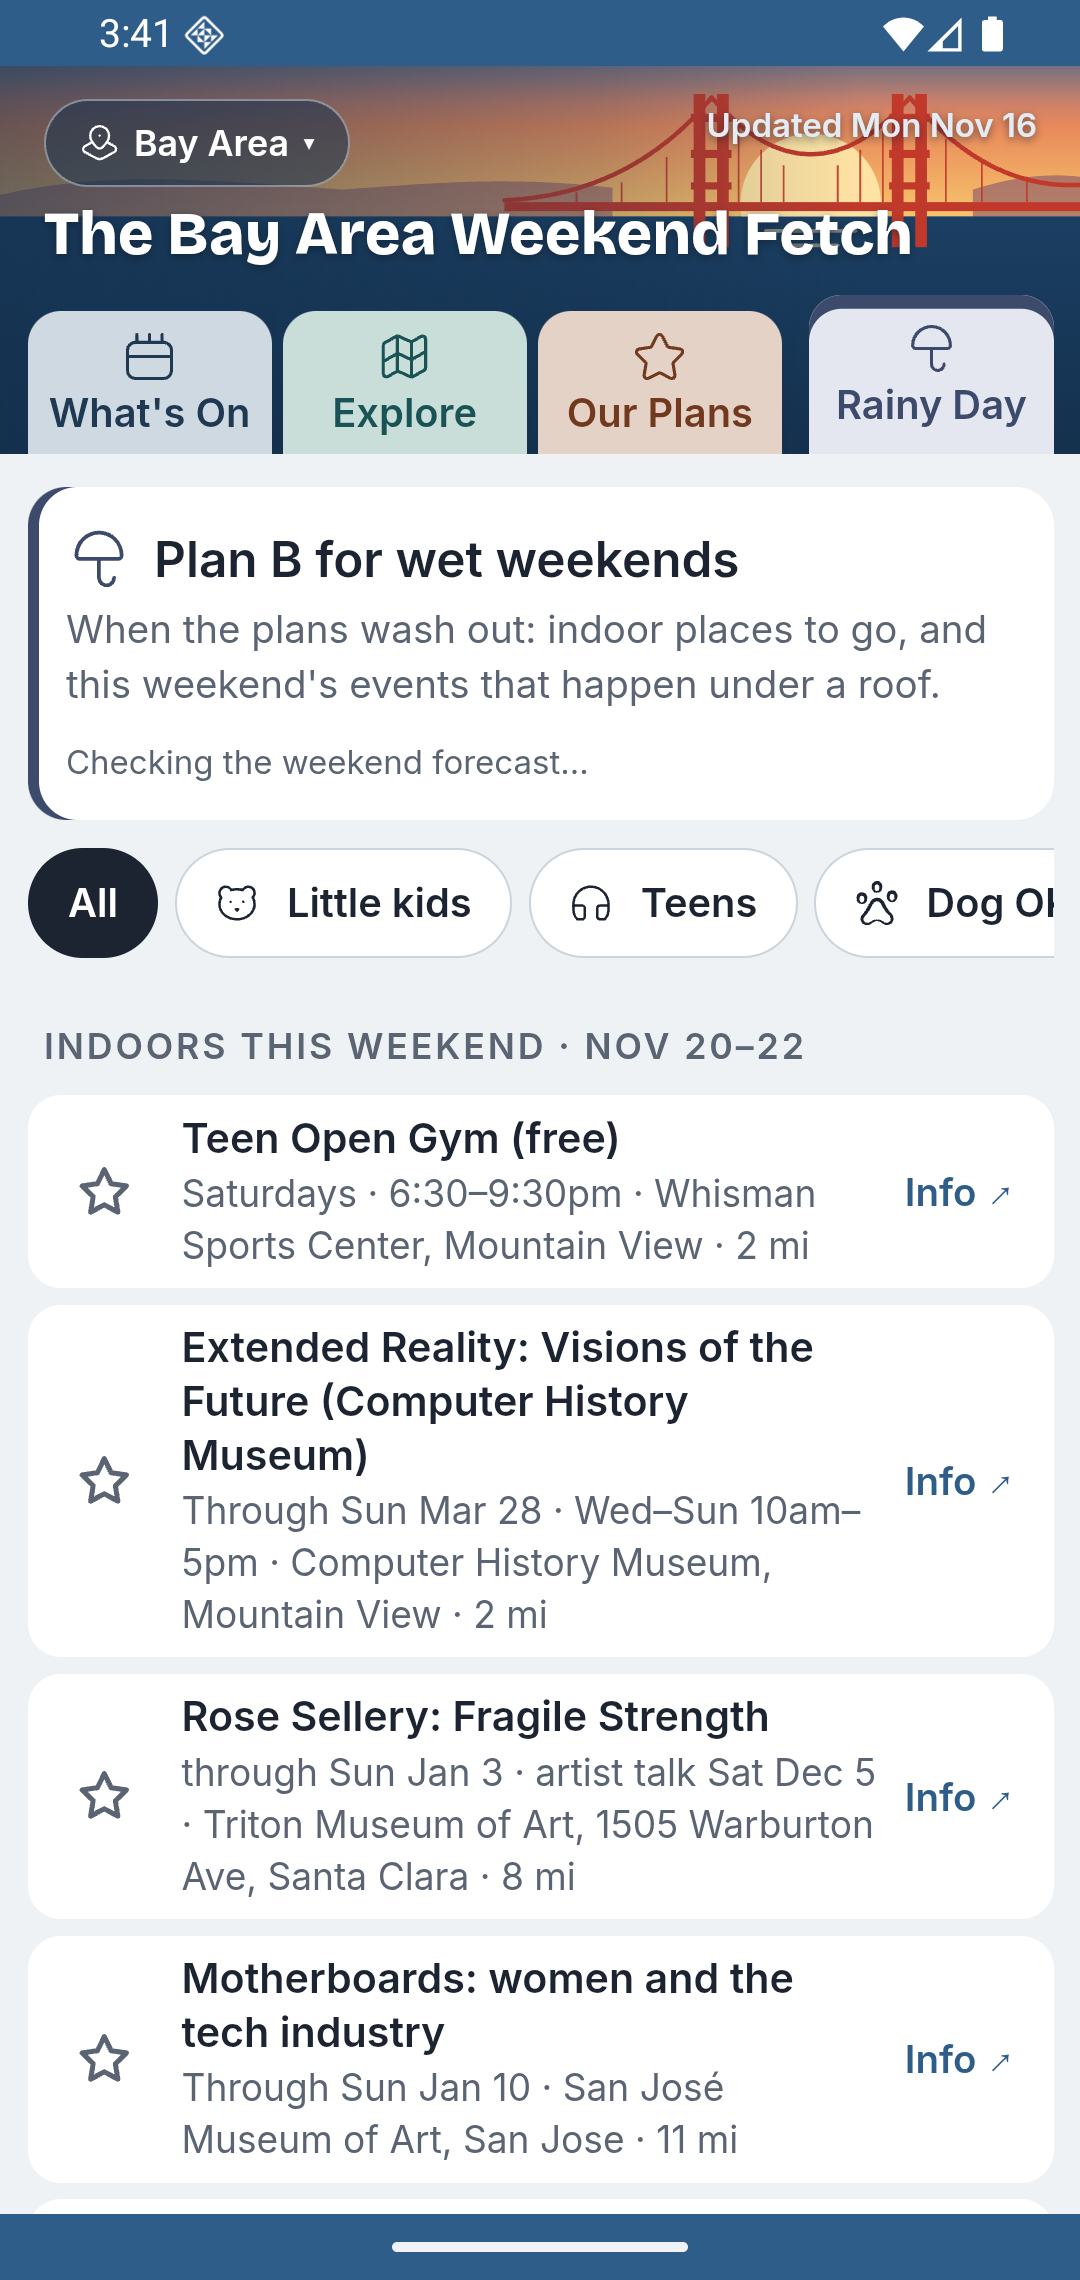 3:41
Bay Area ▾
Updated Mon Nov 16
The Bay Area Weekend Fetch
What's On
Explore
Our Plans
Rainy Day
Plan B for wet weekends
When the plans wash out: indoor places to go, and
this weekend's events that happen under a roof.
Checking the weekend forecast...
All
Little kids
Teens
Dog OK
INDOORS THIS WEEKEND · NOV 20–22
Teen Open Gym (free)
Saturdays · 6:30–9:30pm · Whisman
Sports Center, Mountain View · 2 mi
Info ↗
Extended Reality: Visions of the
Future (Computer History
Museum)
Through Sun Mar 28 · Wed–Sun 10am–
5pm · Computer History Museum,
Mountain View · 2 mi
Info ↗
Rose Sellery: Fragile Strength
through Sun Jan 3 · artist talk Sat Dec 5
· Triton Museum of Art, 1505 Warburton
Ave, Santa Clara · 8 mi
Info ↗
Motherboards: women and the
tech industry
Through Sun Jan 10 · San José
Museum of Art, San Jose · 11 mi
Info ↗